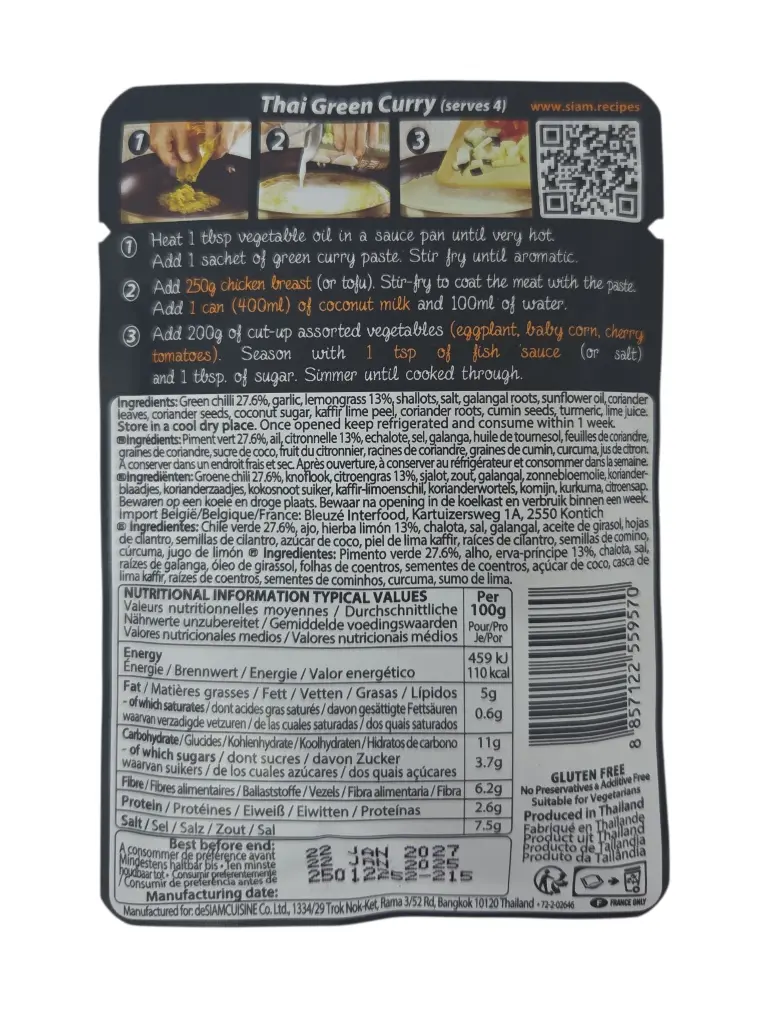 Thai Green Curry (serves 4) www.siam.recipes
1 2 3
1 Heat 1 tbsp vegetable oil in a sauce pan until very hot.
Add 1 sachet of green curry paste. Stir fry until aromatic.
2 Add 250g chicken breast (or tofu). Stir-fry to coat the meat with the paste.
Add 1 can (400ml) of coconut milk and 100ml of water.
3 Add 200g of cut-up assorted vegetables (eggplant, baby corn, cherry
tomatoes). Season with 1 tsp of fish sauce (or salt)
and 1 tbsp. of sugar. Simmer until cooked through.
Ingredients: Green chilli 27.6%, garlic, lemongrass 13%, shallots, salt, galangal roots, sunflower oil, coriander
leaves, coriander seeds, coconut sugar, kaffir lime peel, coriander roots, cumin seeds, turmeric, lime juice.
Store in a cool dry place. Once opened keep refrigerated and consume within 1 week.
Ingrédients: Piment vert 27.6%, ail, citronnelle 13%, echalote, sel, galanga, huile de tournesol, feuilles de coriandre,
graines de coriandre, sucre de coco, fruit du citronnier, racines de coriandre, graines de cumin, curcuma, jus de citron.
A conserver dans un endroit frais et sec. Après ouverture, à conserver au réfrigérateur et consommer dans la semaine.
Ingrediënten: Groene chili 27.6%, knoflook, citroengras 13%, sjalot, zout, galangal, zonnebloemolie, koriander-
blaadjes, korianderzaadjes, kokosnoot suiker, kaffir-limoenschil, korianderwortels, komijn, kurkuma, citroensap.
Bewaren op een koele en droge plaats. Bewaar na opening in de koelkast en verbruik binnen een week.
Import België/Belgique/France: Bleuzé Interfood, Kartuizersweg 1A, 2550 Kontich
Ingredientes: Chile verde 27.6%, ajo, hierba limón 13%, chalota, sal, galangal, aceite de girasol, hojas
de cilantro, semillas de cilantro, azúcar de coco, piel de lima kaffir, raíces de cilantro, semillas de comino,
cúrcuma, jugo de limón Ingredientes: Pimento verde 27.6%, alho, erva-príncipe 13%, chalota, sal,
raízes de galanga, óleo de girassol, folhas de coentros, sementes de coentros, açúcar de coco, casca de
lima kaffir, raízes de coentros, sementes de cominhos, curcuma, sumo de lima.
NUTRITIONAL INFORMATION TYPICAL VALUES Per
Valeurs nutritionnelles moyennes / Durchschnittliche 100g
Nährwerte unzubereitet / Gemiddelde voedingswaarden Pour/Pro
Valores nutricionales medios / Valores nutricionais médios Je/Por
Energy 459 kJ
Énergie / Brennwert / Energie / Valor energético 110 kcal
Fat / Matières grasses / Fett / Vetten / Grasas / Lípidos 5g
- of which saturates / dont acides gras saturés / davon gesättigte Fettsäuren 0.6g
waarvan verzadigde vetzuren / de las cuales saturadas / dos quais saturados
Carbohydrate / Glucides / Kohlenhydrate / Koolhydraten / Hidratos de carbono 11g
- of which sugars / dont sucres / davon Zucker 3.7g
waarvan suikers / de los cuales azúcares / dos quais açúcares
Fibre / Fibres alimentaires / Ballaststoffe / Vezels / Fibra alimentaria / Fibra 6.2g
Protein / Protéines / Eiweiß / Eiwitten / Proteínas 2.6g
Salt / Sel / Salz / Zout / Sal 7.5g
8 857122 559570
GLUTEN FREE
No Preservatives & Additive Free
Suitable for Vegetarians
Produced in Thailand
Fabriqué en Thaïlande
Product uit Thailand
Producto de Tailandia
Produto da Tailândia
Best before end:
A consommer de préférence avant
Mindestens haltbar bis • Ten minste
houdbaar tot • Consumir preferentemente
/ Consumir de preferência antes de
Manufacturing date:
22 JAN 2027
Manufactured for: deSIAMCUISINE Co. Ltd., 1334/29 Trok Nok-Ket, Rama 3/52 Rd, Bangkok 10120 Thailand • 72-2-02646
FRANCE ONLY